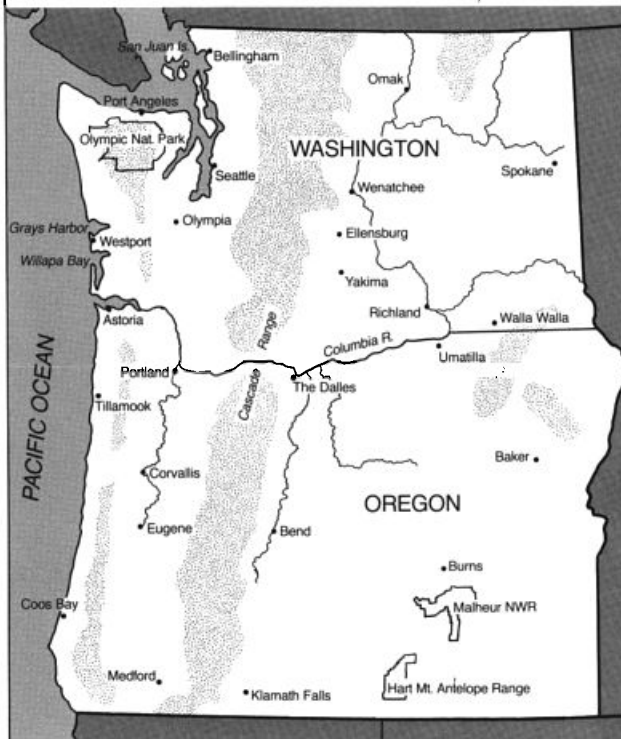 San Juan Is.
Bellingham
Omak
Port Angeles
Olympic Nat. Park
WASHINGTON
Spokane
Seattle
Wenatchee
Grays Harbor
Olympia
Westport
Ellensburg
Willapa Bay
Yakima
Richland
Walla Walla
Astoria
Columbia R.
Umatilla
Cascade Range
Portland
The Dalles
Tillamook
PACIFIC OCEAN
Corvallis
Baker
OREGON
Eugene
Bend
Burns
Coos Bay
Malheur NWR
Medford
Klamath Falls
Hart Mt. Antelope Range